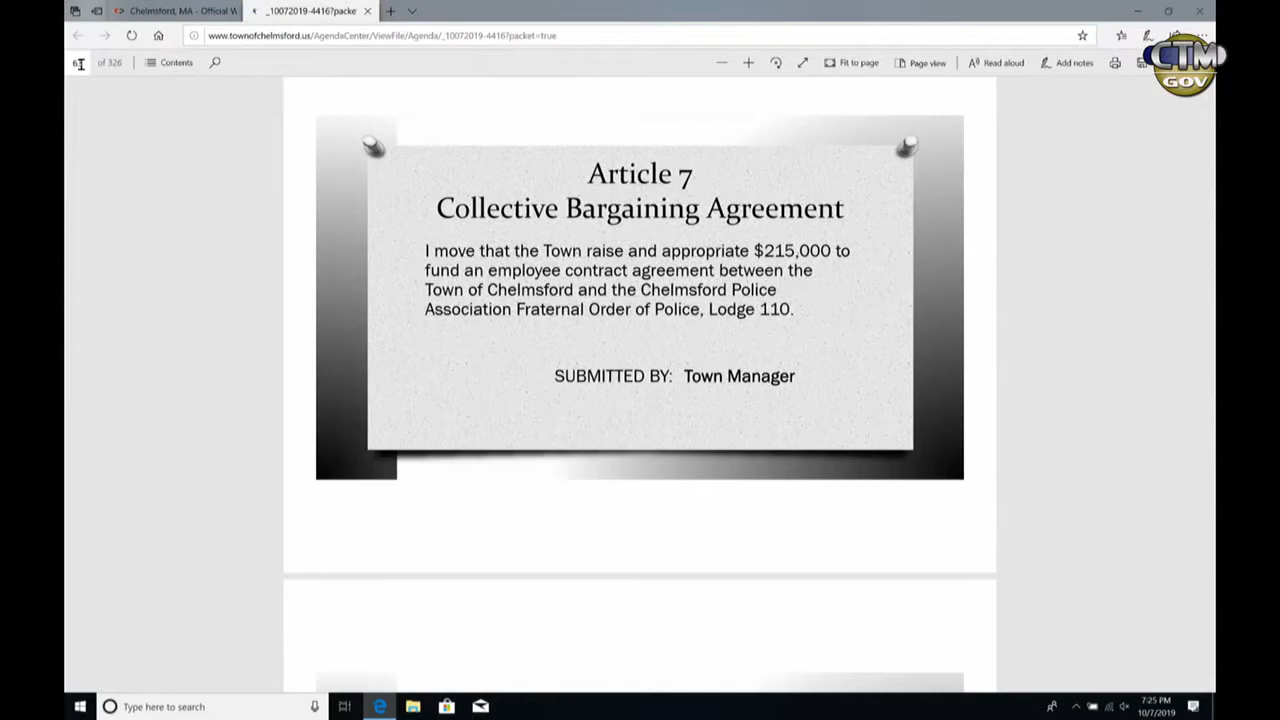 Chelmsford, MA - Official W
_10072019-4416?packe
www.townofchelmsford.us/AgendaCenter/ViewFile/Agenda/_10072019-4416?packet=true
of 326
Contents
Fit to page
Page view
Read aloud
Add notes
CTM
GOV
Article 7
Collective Bargaining Agreement
I move that the Town raise and appropriate $215,000 to
fund an employee contract agreement between the
Town of Chelmsford and the Chelmsford Police
Association Fraternal Order of Police, Lodge 110.
SUBMITTED BY: Town Manager
Type here to search
7:25 PM
10/7/2019